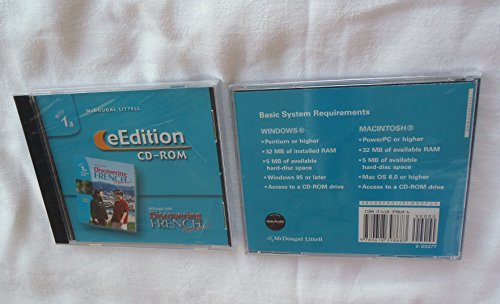 McDOUGAL LITTELL
eEdition
CD-ROM
Discovering
FRENCH
Discovering
FRENCH
Basic System Requirements
WINDOWS®
• Pentium or higher
• 32 MB of installed RAM
• 5 MB of available
hard-disc space
• Windows 95 or later
• Access to a CD-ROM drive
MACINTOSH®
• PowerPC or higher
• 32 MB of available RAM
• 5 MB of available
hard-disc space
• Mac OS 8.0 or higher
• Access to a CD-ROM drive
McDougal Littell
90000
2-23377